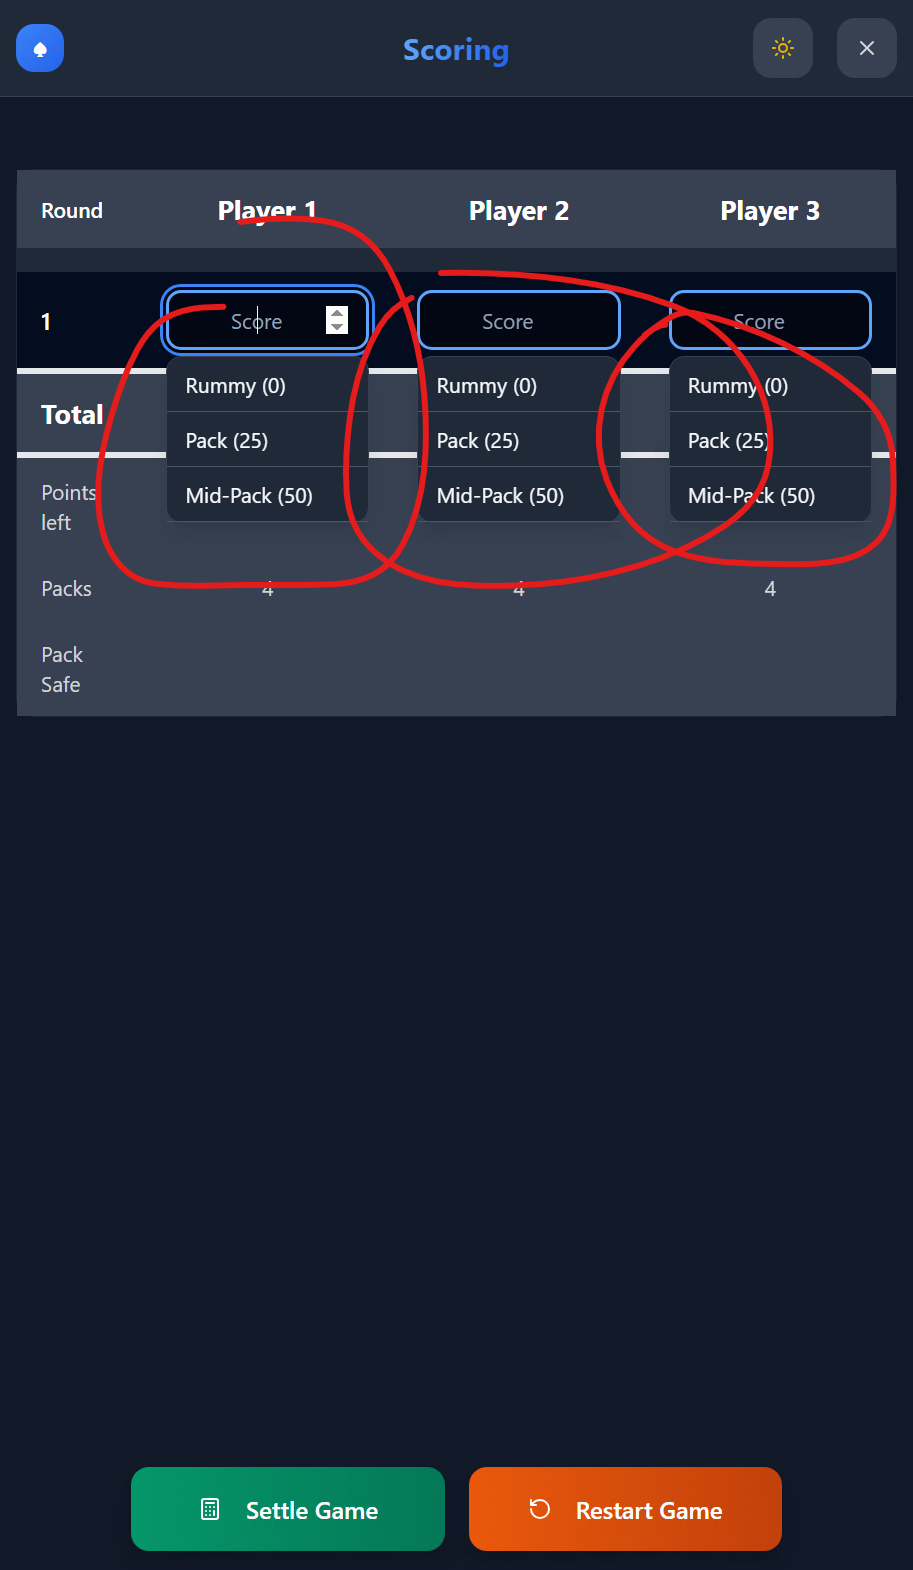 Scoring
Round Player 1 Player 2 Player 3
1 Score Score Score
Rummy (0) Rummy (0) Rummy (0)
Total
Pack (25) Pack (25) Pack (25)
Points left
Mid-Pack (50) Mid-Pack (50) Mid-Pack (50)
Packs 4 4 4
Pack
Safe
Settle Game Restart Game